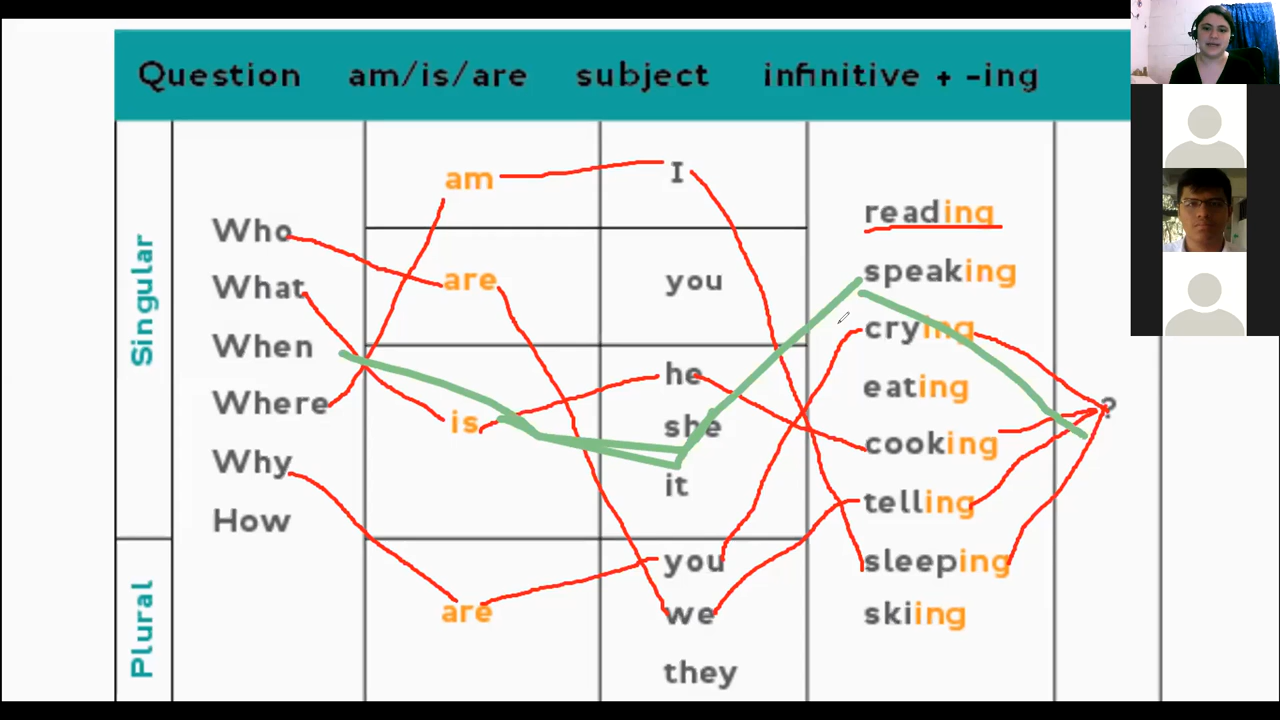 Question am/is/are subject infinitive + -ing
Singular
Who
What
When
Where
Why
How
am
are
is
I
you
he
she
it
Plural
are
you
we
they
reading
speaking
crying
eating
cooking
telling
sleeping
skiing
?